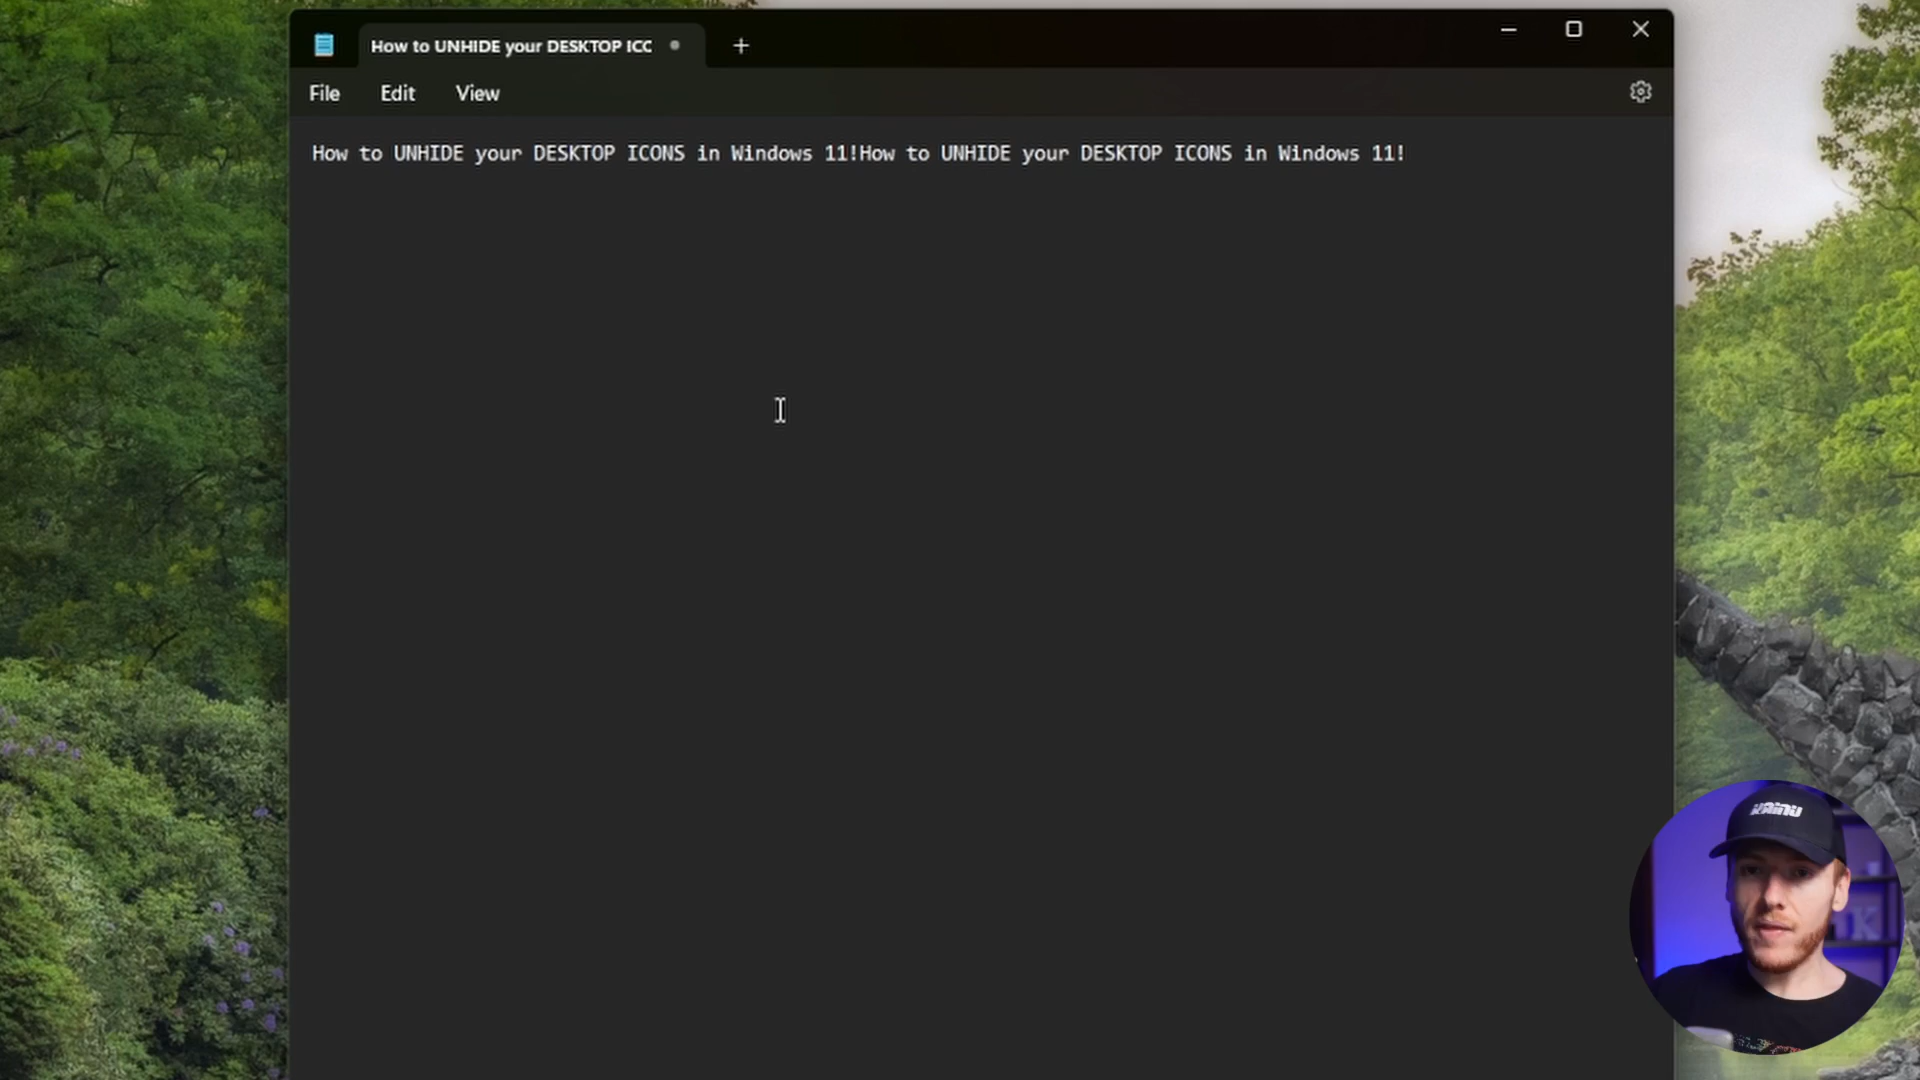 How to UNHIDE your DESKTOP ICC
File Edit View
How to UNHIDE your DESKTOP ICONS in Windows 11!How to UNHIDE your DESKTOP ICONS in Windows 11!
KAINU
K